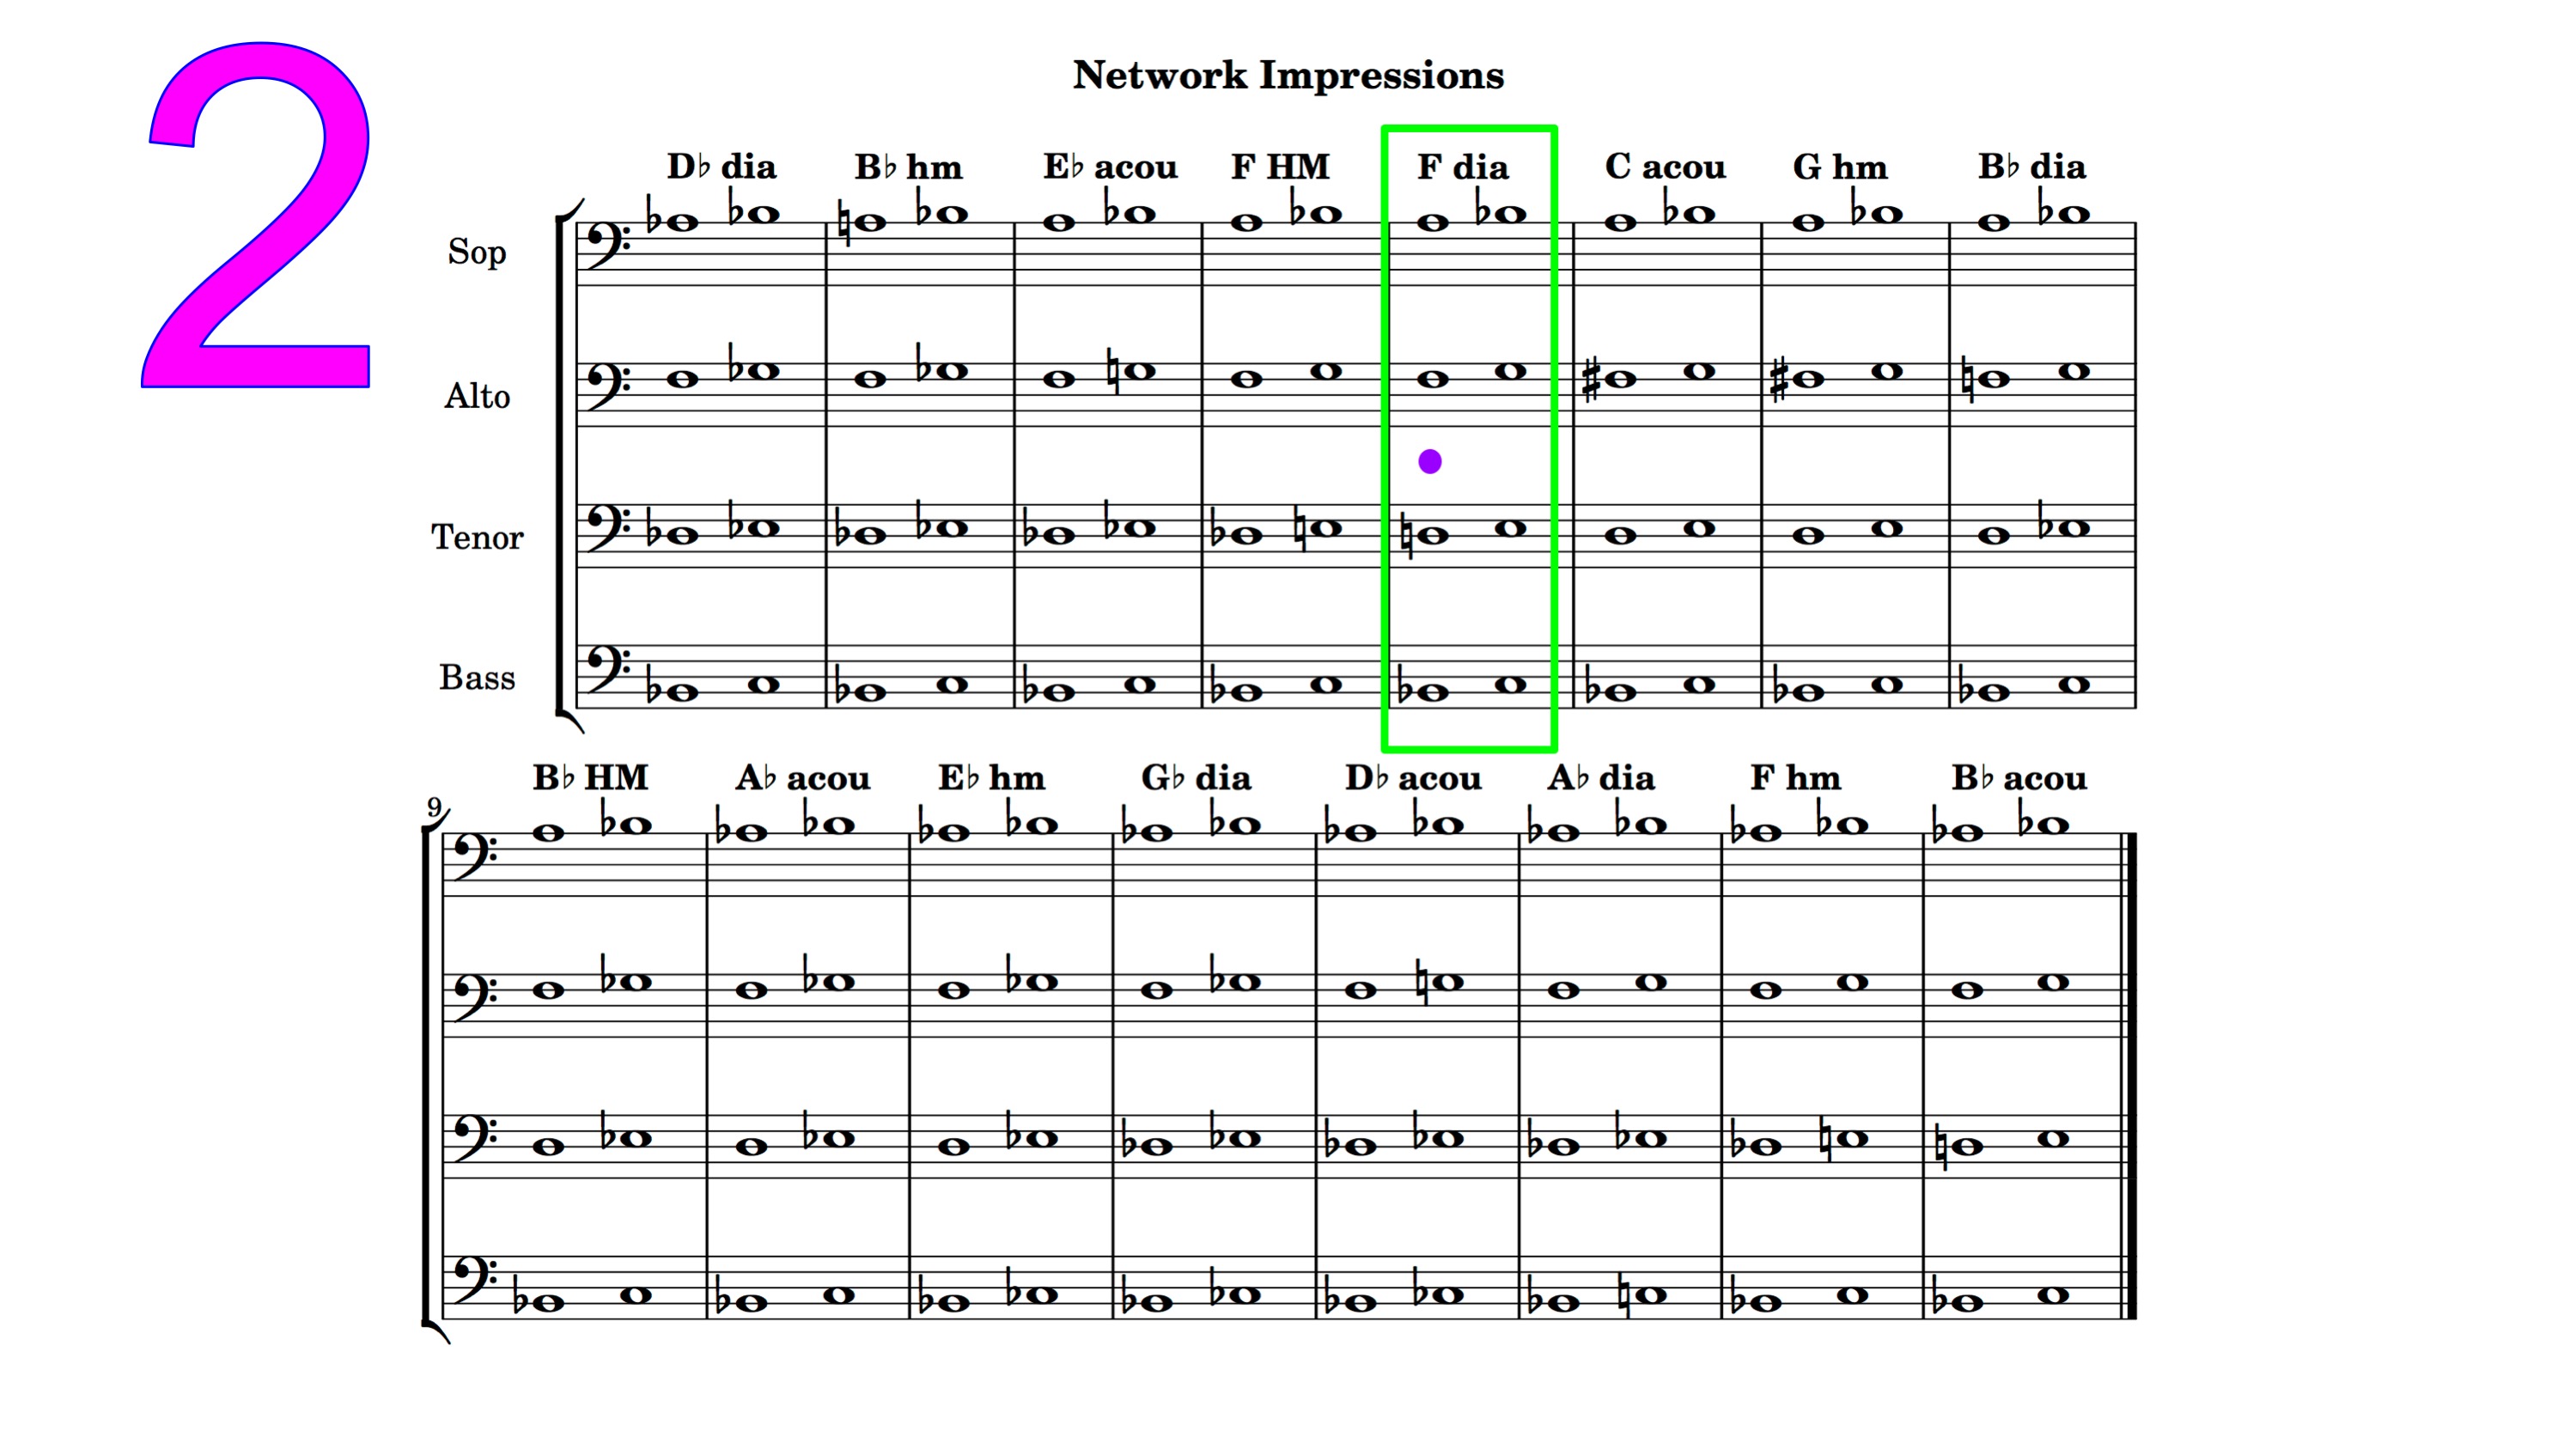 2
Network Impressions
D♭ dia B♭ hm E♭ acou F HM F dia C acou G hm B♭ dia
Sop
Alto
Tenor
Bass
B♭ HM A♭ acou E♭ hm G♭ dia D♭ acou A♭ dia F hm B♭ acou
9